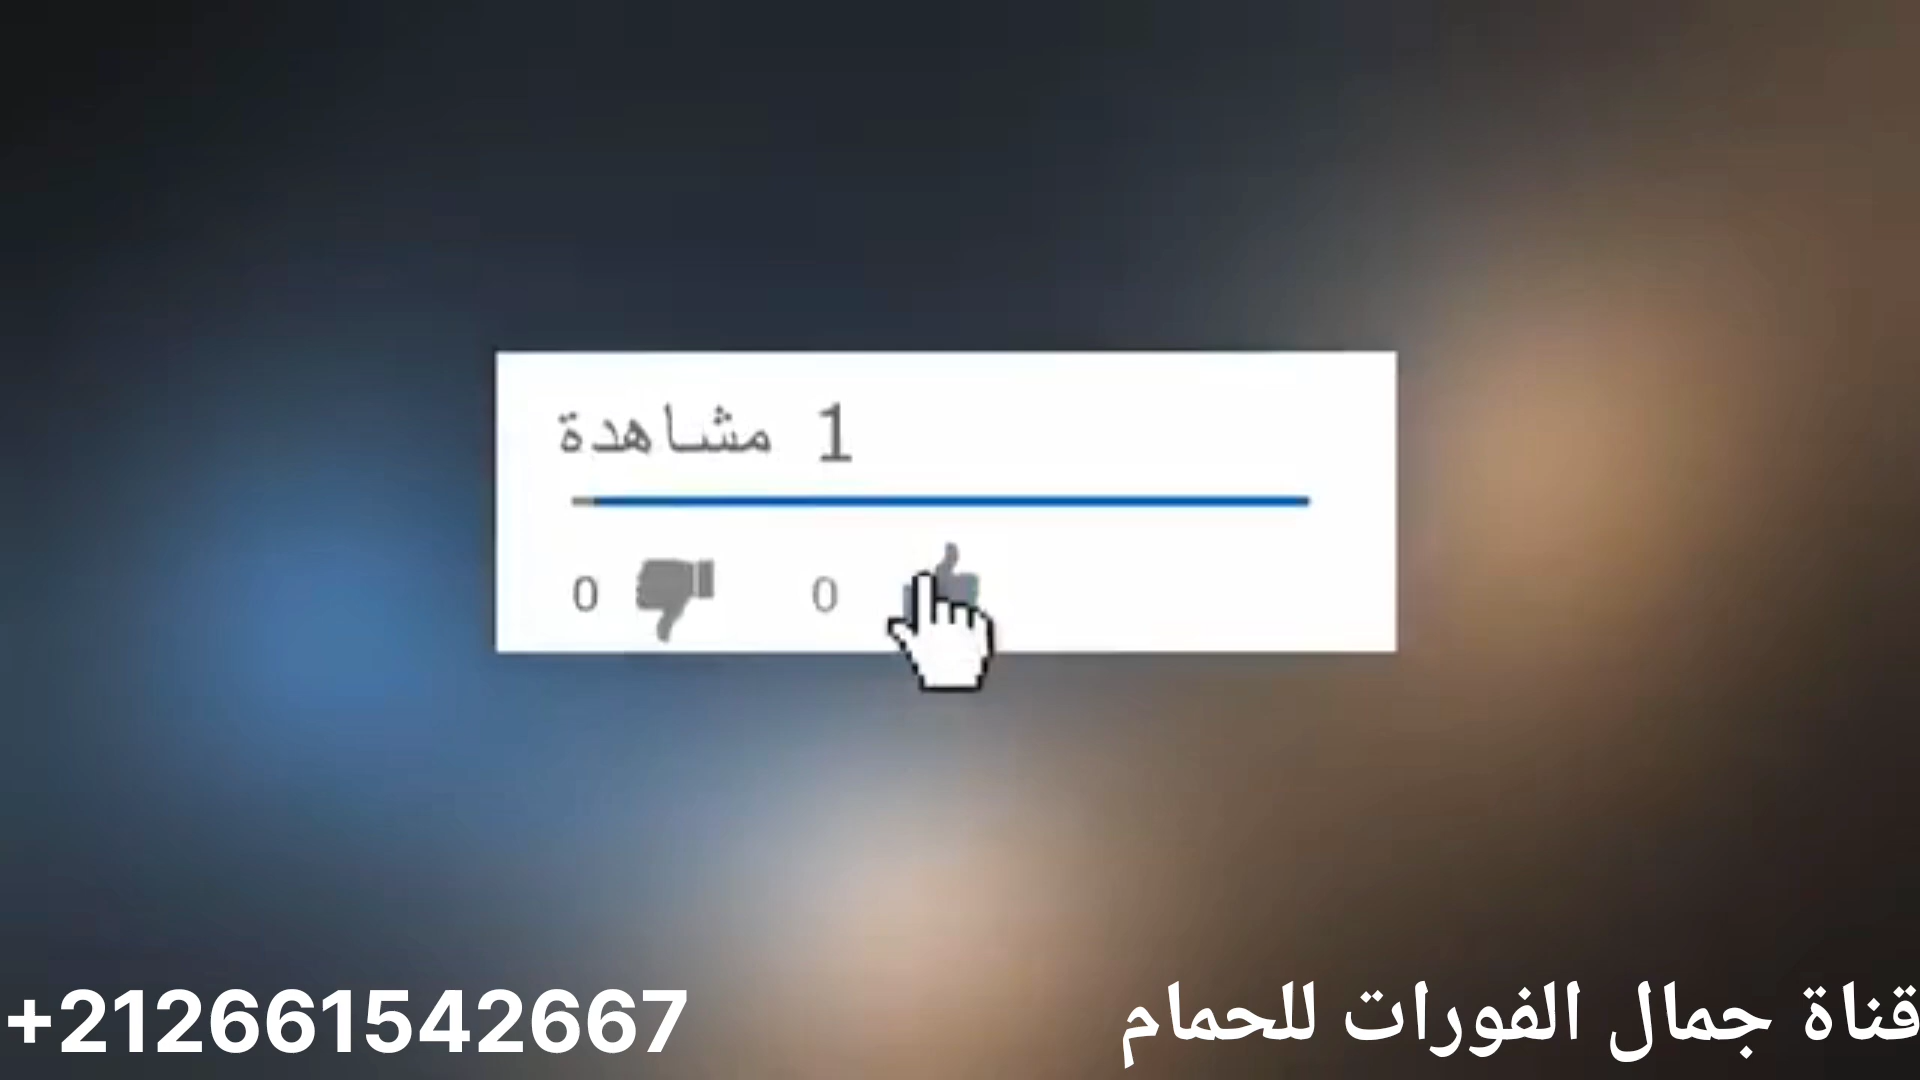 1 مشاهدة
0 0
+212661542667
قناة جمال الفورات للحمام